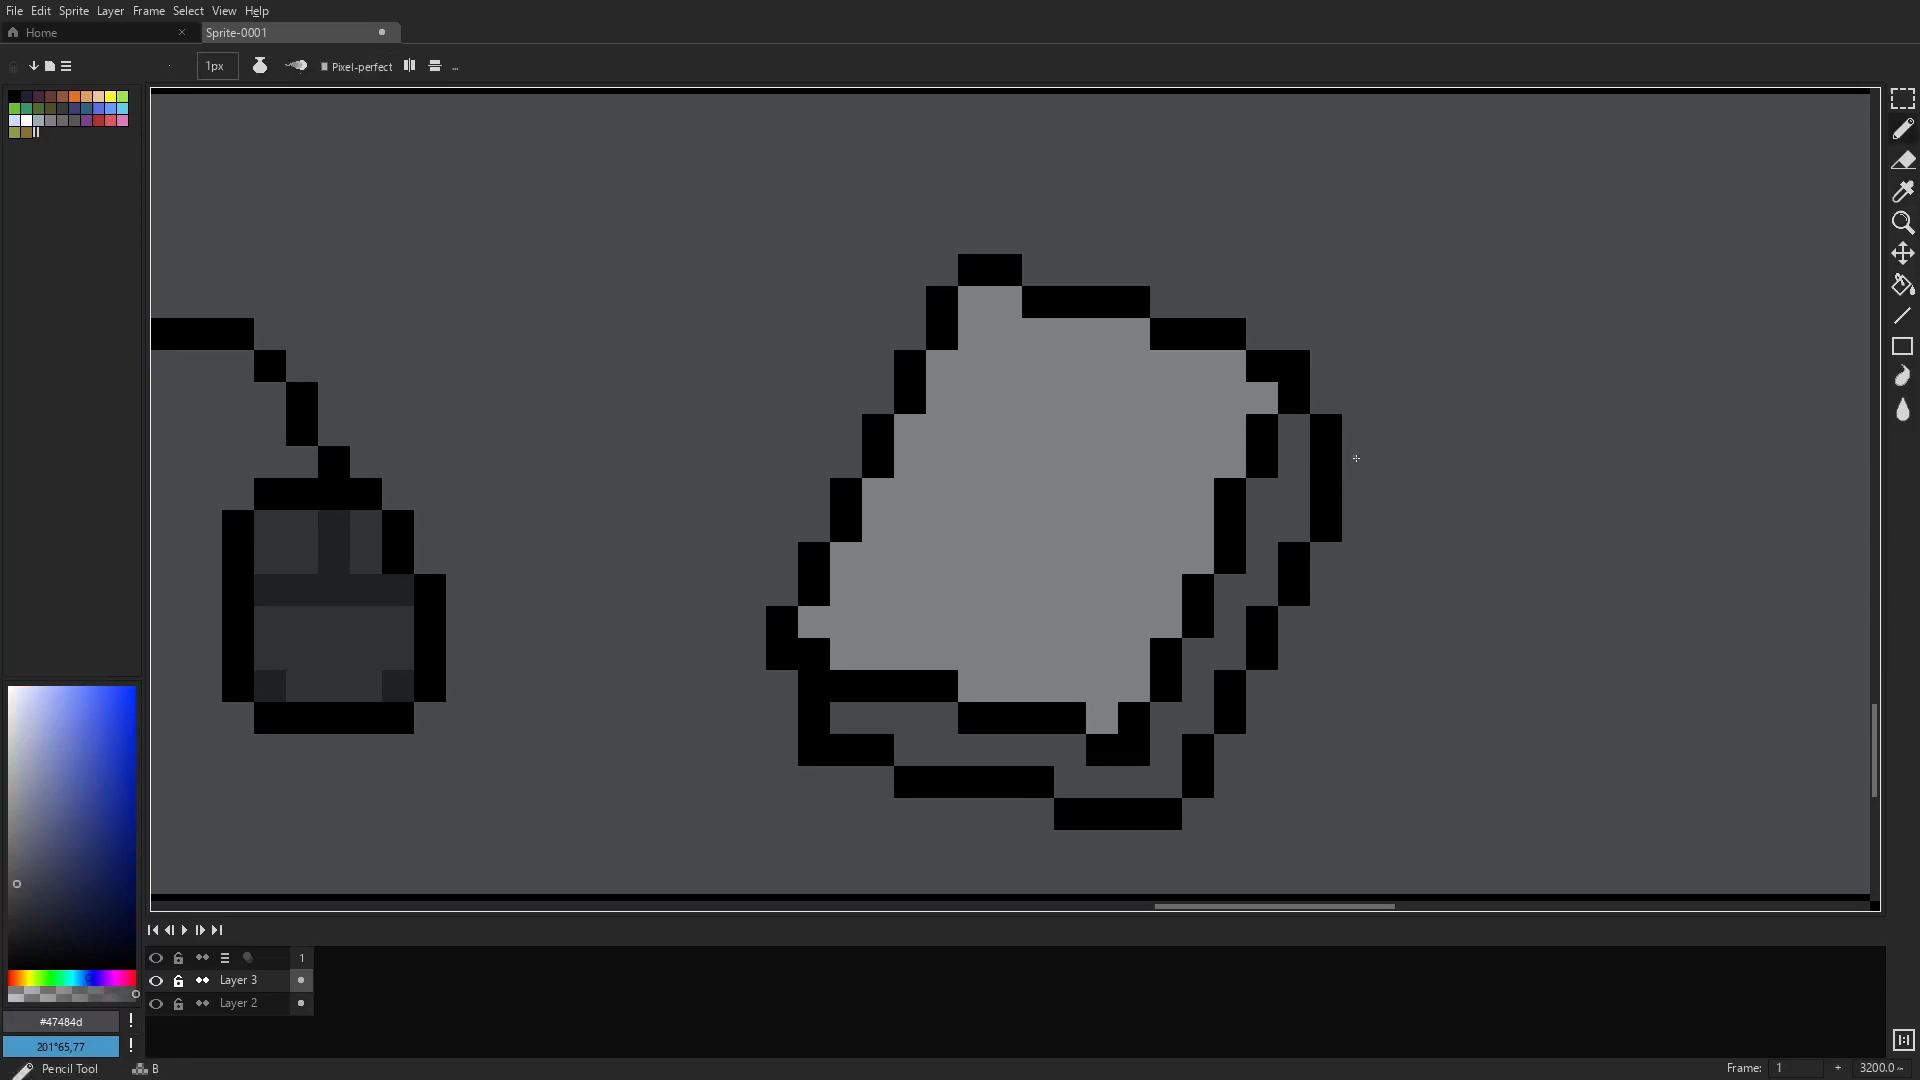 File Edit Sprite Layer Frame Select View Help
Home Sprite-0001
1px Pixel-perfect ...
1
Layer 3
Layer 2
#47484d !
201°65,77 !
Pencil Tool B Frame: 1 + 3200.0